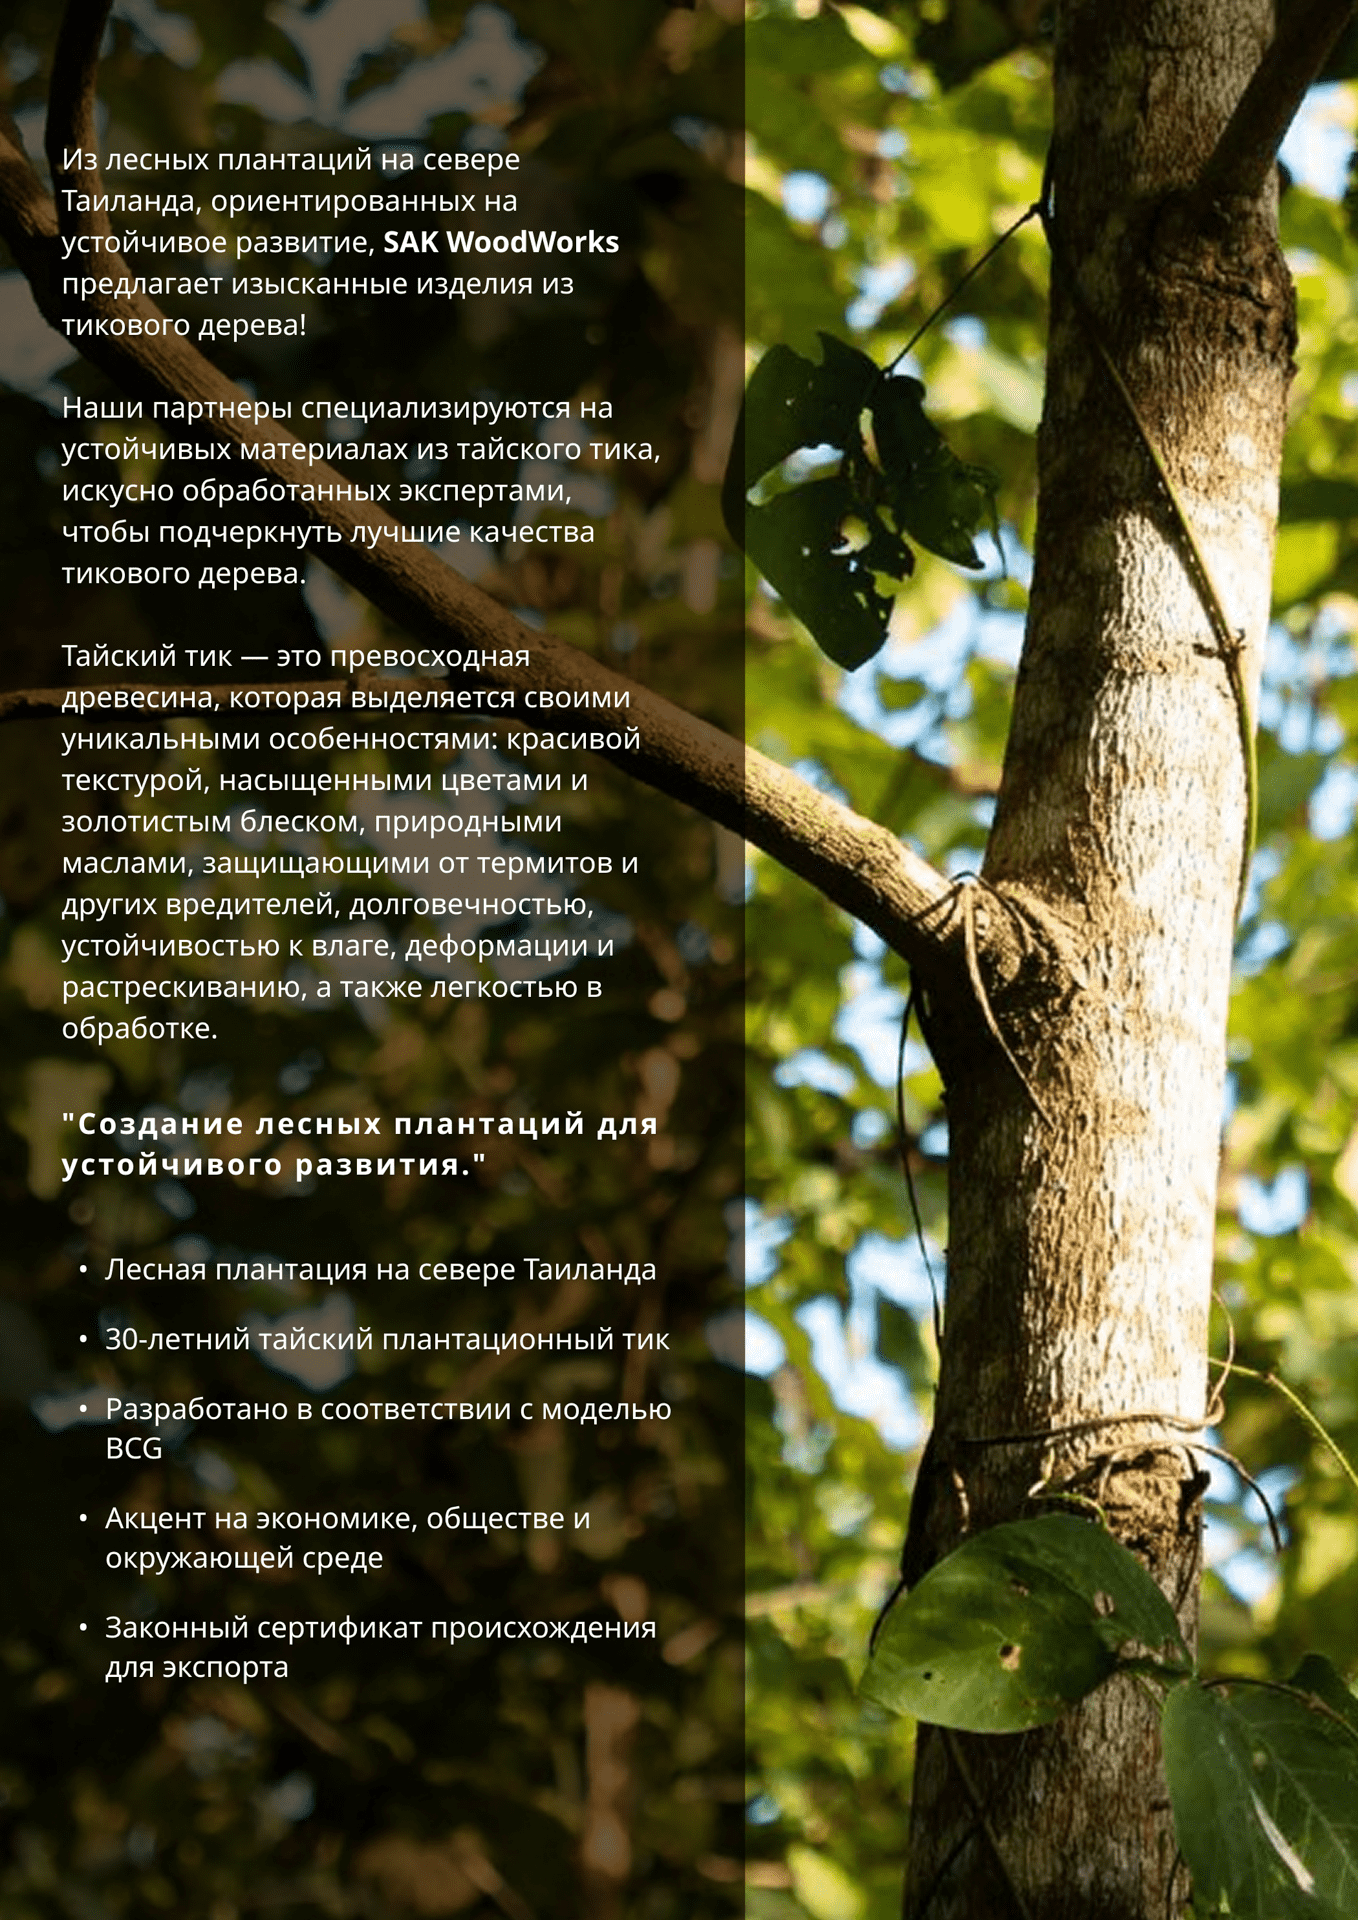 Из лесных плантаций на севере
Таиланда, ориентированных на
устойчивое развитие, SAK WoodWorks
предлагает изысканные изделия из
тикового дерева!
Наши партнеры специализируются на
устойчивых материалах из тайского тика,
искусно обработанных экспертами,
чтобы подчеркнуть лучшие качества
тикового дерева.
Тайский тик — это превосходная
древесина, которая выделяется своими
уникальными особенностями: красивой
текстурой, насыщенными цветами и
золотистым блеском, природными
маслами, защищающими от термитов и
других вредителей, долговечностью,
устойчивостью к влаге, деформации и
растрескиванию, а также легкостью в
обработке.
"Создание лесных плантаций для
устойчивого развития."
• Лесная плантация на севере Таиланда
• 30-летний тайский плантационный тик
• Разработано в соответствии с моделью
BCG
• Акцент на экономике, обществе и
окружающей среде
• Законный сертификат происхождения
для экспорта